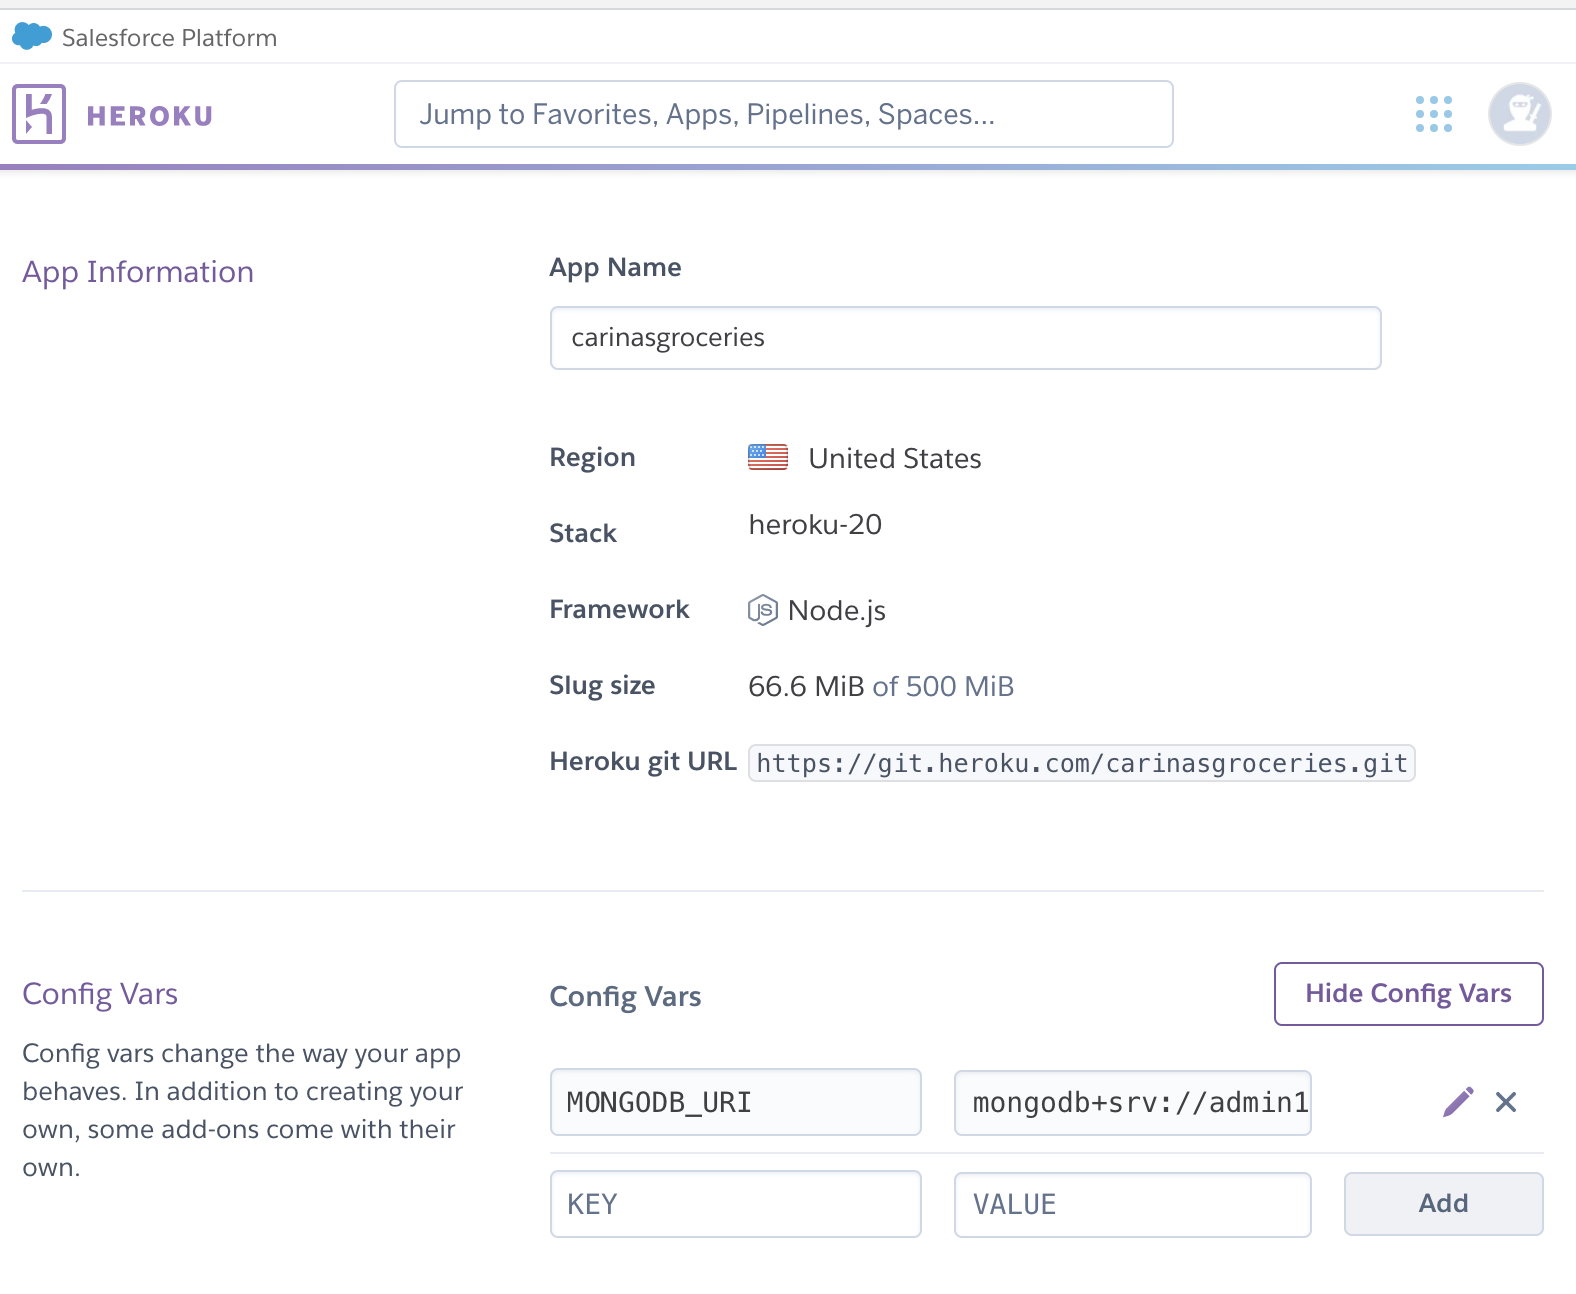 Salesforce Platform
HEROKU
Jump to Favorites, Apps, Pipelines, Spaces...
App Information
App Name
carinasgroceries
Region United States
Stack heroku-20
Framework JS Node.js
Slug size 66.6 MiB of 500 MiB
Heroku git URL https://git.heroku.com/carinasgroceries.git
Config Vars
Config vars change the way your app
behaves. In addition to creating your
own, some add-ons come with their
own.
Config Vars
Hide Config Vars
MONGODB_URI mongodb+srv://admin1
KEY VALUE Add